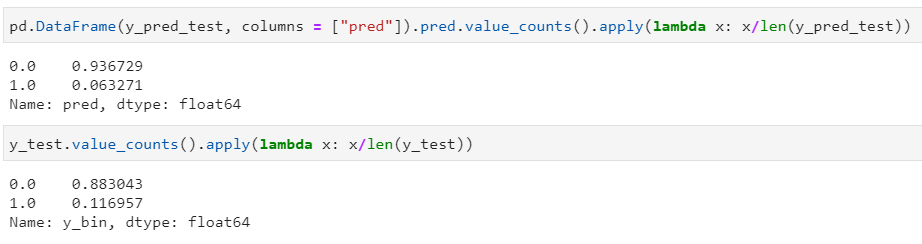 pd.DataFrame(y_pred_test, columns = ["pred"]).pred.value_counts().apply(lambda x: x/len(y_pred_test))
0.0    0.936729
1.0    0.063271
Name: pred, dtype: float64
y_test.value_counts().apply(lambda x: x/len(y_test))
0.0    0.883043
1.0    0.116957
Name: y_bin, dtype: float64